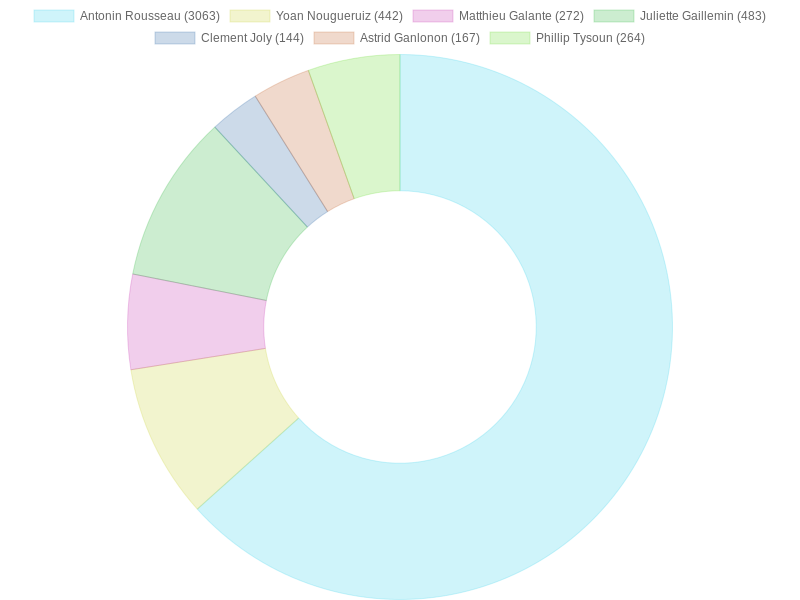 Antonin Rousseau (3063) Yoan Nougueruiz (442) Matthieu Galante (272) Juliette Gaillemin (483)
Clement Joly (144) Astrid Ganlonon (167) Phillip Tysoun (264)